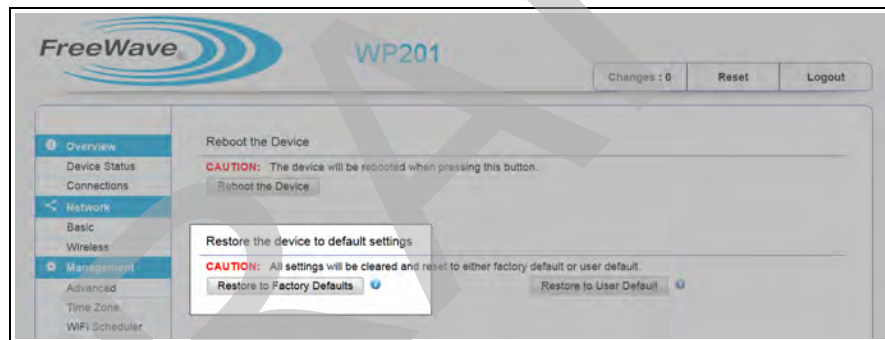 FreeWave®
WP201
Changes : 0 Reset Logout
Overview
Device Status
Connections
Network
Basic
Wireless
Management
Advanced
Time Zone
WiFi Scheduler
Reboot the Device
CAUTION: The device will be rebooted when pressing this button.
Reboot the Device
Restore the device to default settings
CAUTION: All settings will be cleared and reset to either factory default or user default.
Restore to Factory Defaults Restore to User Default